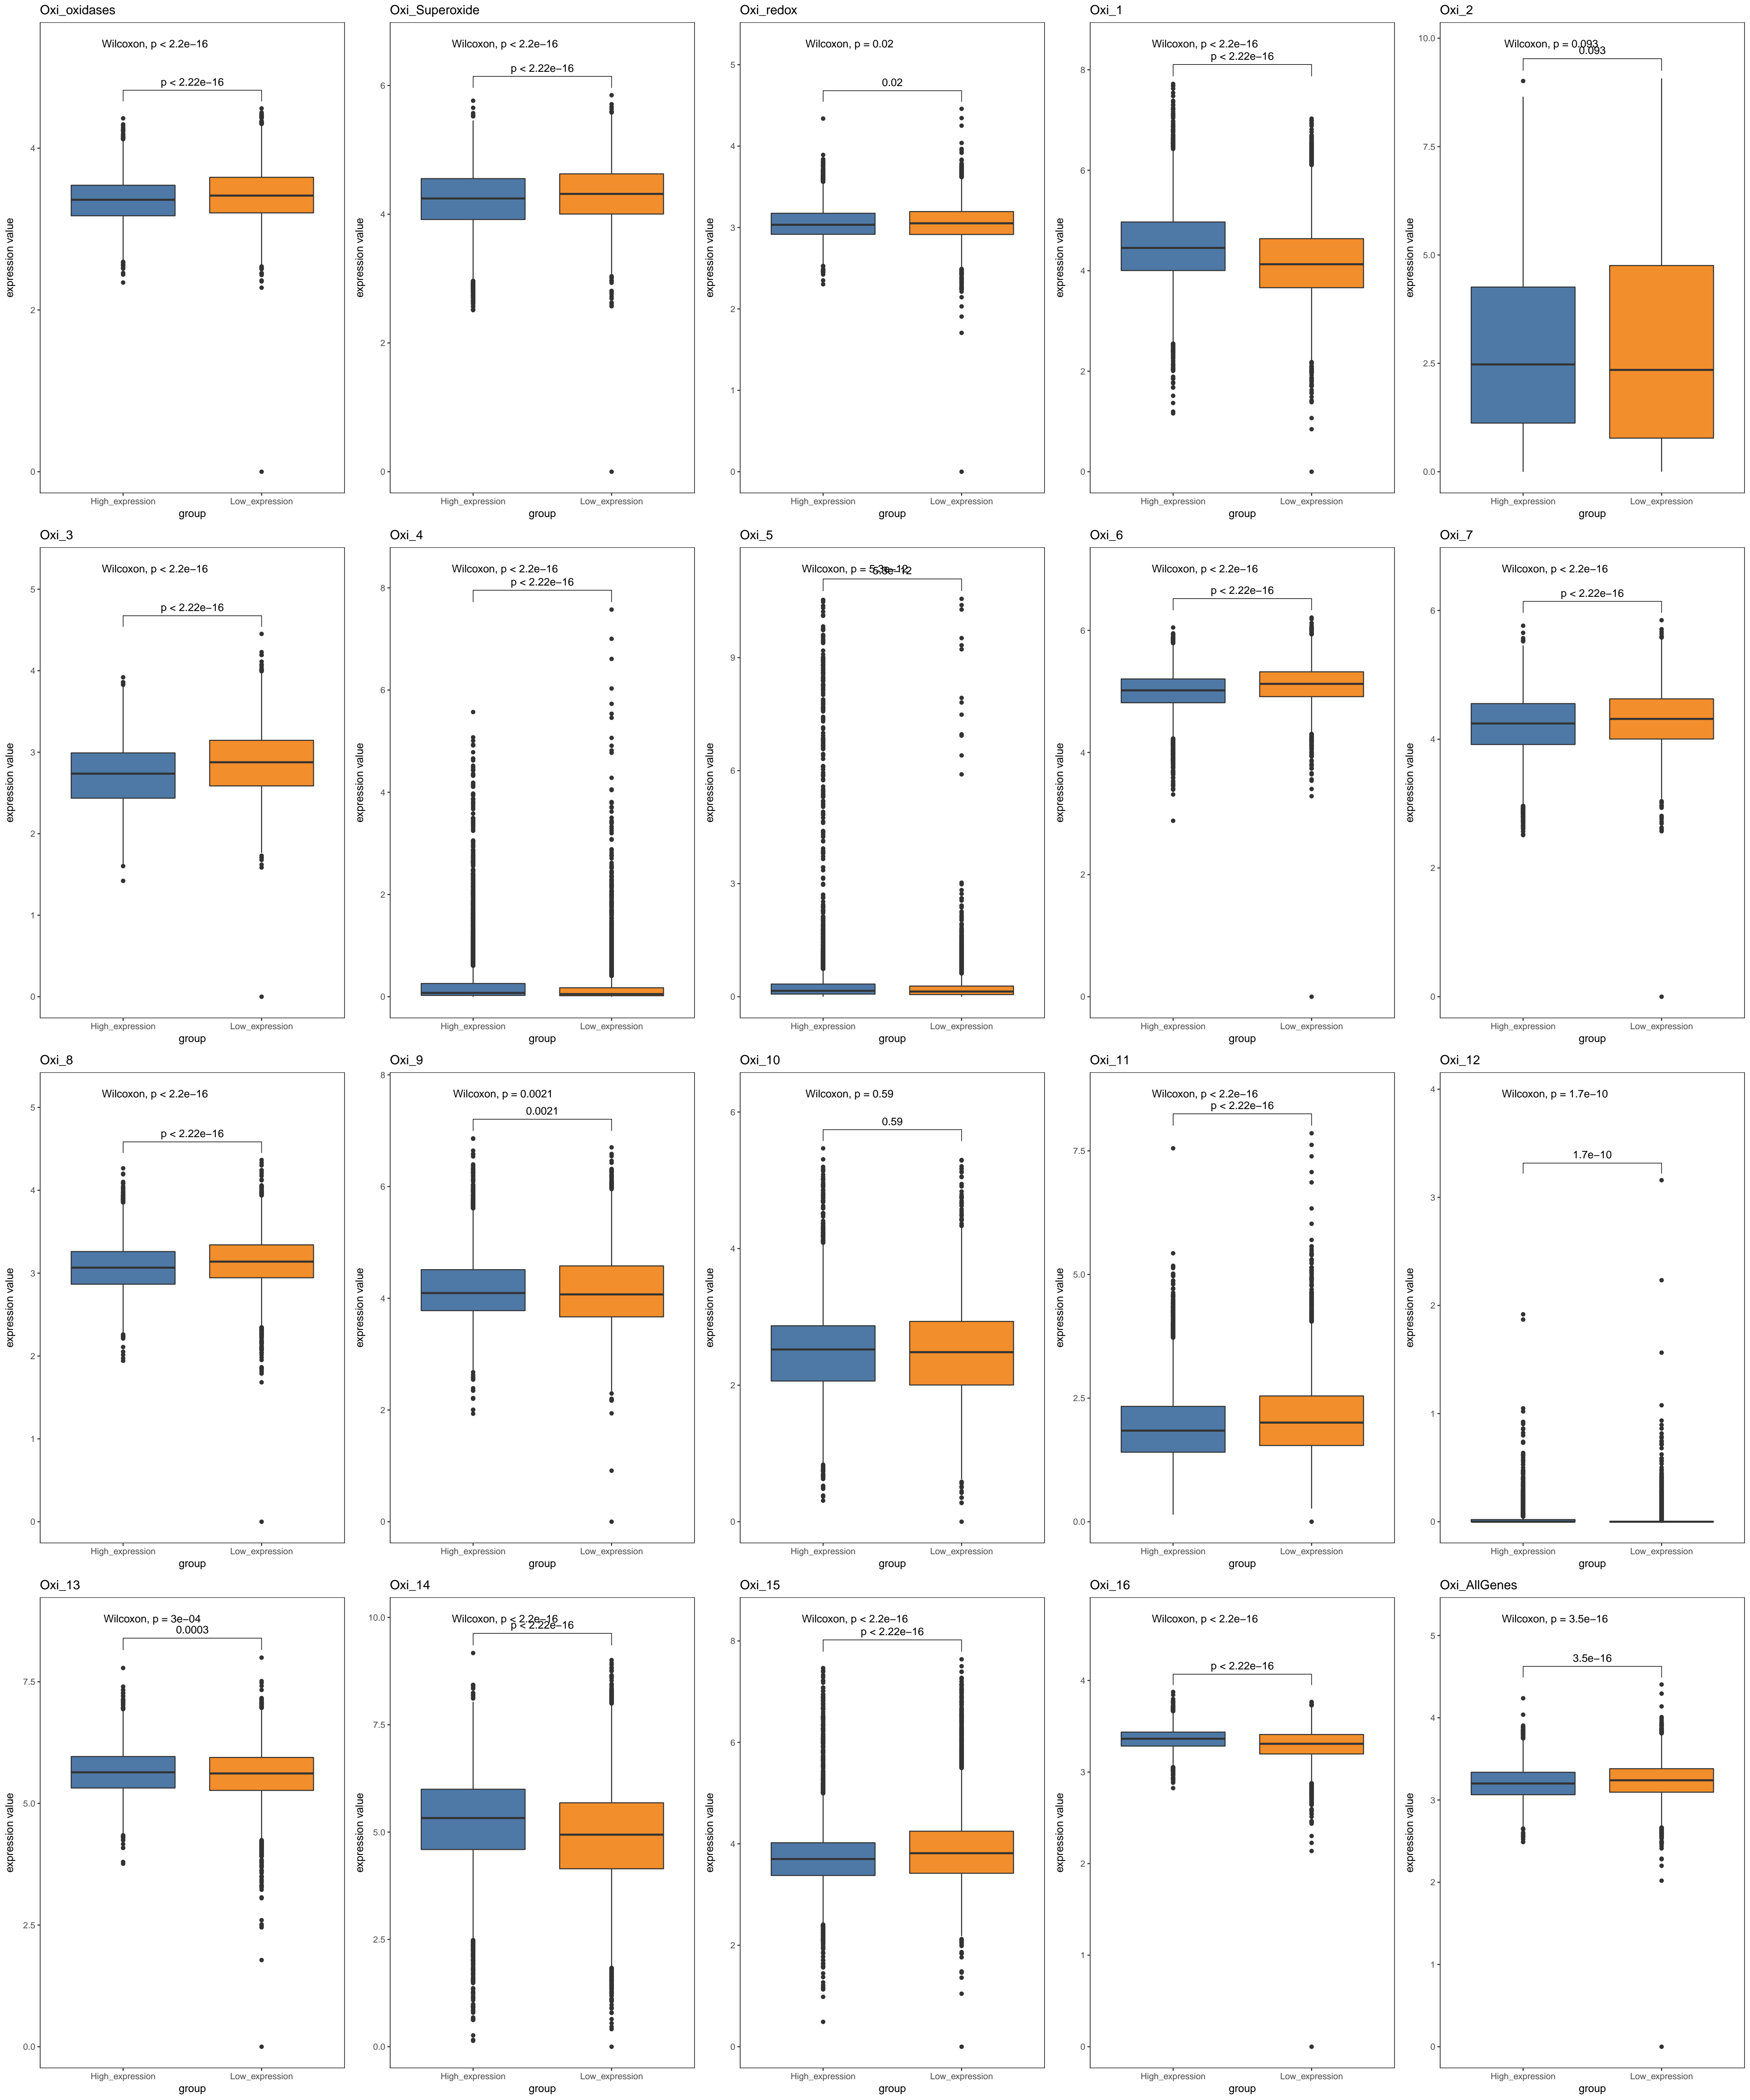 Oxi_oxidases
Wilcoxon, p < 2.2e−16
p < 2.22e−16
4
2
0
expression value
High_expression
Low_expression
group
Oxi_Superoxide
Wilcoxon, p < 2.2e−16
p < 2.22e−16
6
4
2
0
expression value
High_expression
Low_expression
group
Oxi_redox
Wilcoxon, p = 0.02
0.02
5
4
3
2
1
0
expression value
High_expression
Low_expression
group
Oxi_1
Wilcoxon, p < 2.2e−16
p < 2.22e−16
8
6
4
2
0
expression value
High_expression
Low_expression
group
Oxi_2
Wilcoxon, p = 0.093
0.093
10.0
7.5
5.0
2.5
0.0
expression value
High_expression
Low_expression
group
Oxi_3
Wilcoxon, p < 2.2e−16
p < 2.22e−16
5
4
3
2
1
0
expression value
High_expression
Low_expression
group
Oxi_4
Wilcoxon, p < 2.2e−16
p < 2.22e−16
8
6
4
2
0
expression value
High_expression
Low_expression
group
Oxi_5
Wilcoxon, p = 5.3e−12
5.3e−12
9
6
3
0
expression value
High_expression
Low_expression
group
Oxi_6
Wilcoxon, p < 2.2e−16
p < 2.22e−16
6
4
2
0
expression value
High_expression
Low_expression
group
Oxi_7
Wilcoxon, p < 2.2e−16
p < 2.22e−16
6
4
2
0
expression value
High_expression
Low_expression
group
Oxi_8
Wilcoxon, p < 2.2e−16
p < 2.22e−16
5
4
3
2
1
0
expression value
High_expression
Low_expression
group
Oxi_9
Wilcoxon, p = 0.0021
0.0021
8
6
4
2
0
expression value
High_expression
Low_expression
group
Oxi_10
Wilcoxon, p = 0.59
0.59
6
4
2
0
expression value
High_expression
Low_expression
group
Oxi_11
Wilcoxon, p < 2.2e−16
p < 2.22e−16
7.5
5.0
2.5
0.0
expression value
High_expression
Low_expression
group
Oxi_12
Wilcoxon, p = 1.7e−10
1.7e−10
4
3
2
1
0
expression value
High_expression
Low_expression
group
Oxi_13
Wilcoxon, p = 3e−04
0.0003
7.5
5.0
2.5
0.0
expression value
High_expression
Low_expression
group
Oxi_14
Wilcoxon, p < 2.2e−16
p < 2.22e−16
10.0
7.5
5.0
2.5
0.0
expression value
High_expression
Low_expression
group
Oxi_15
Wilcoxon, p < 2.2e−16
p < 2.22e−16
8
6
4
2
0
expression value
High_expression
Low_expression
group
Oxi_16
Wilcoxon, p < 2.2e−16
p < 2.22e−16
4
3
2
1
0
expression value
High_expression
Low_expression
group
Oxi_AllGenes
Wilcoxon, p = 3.5e−16
3.5e−16
5
4
3
2
1
0
expression value
High_expression
Low_expression
group